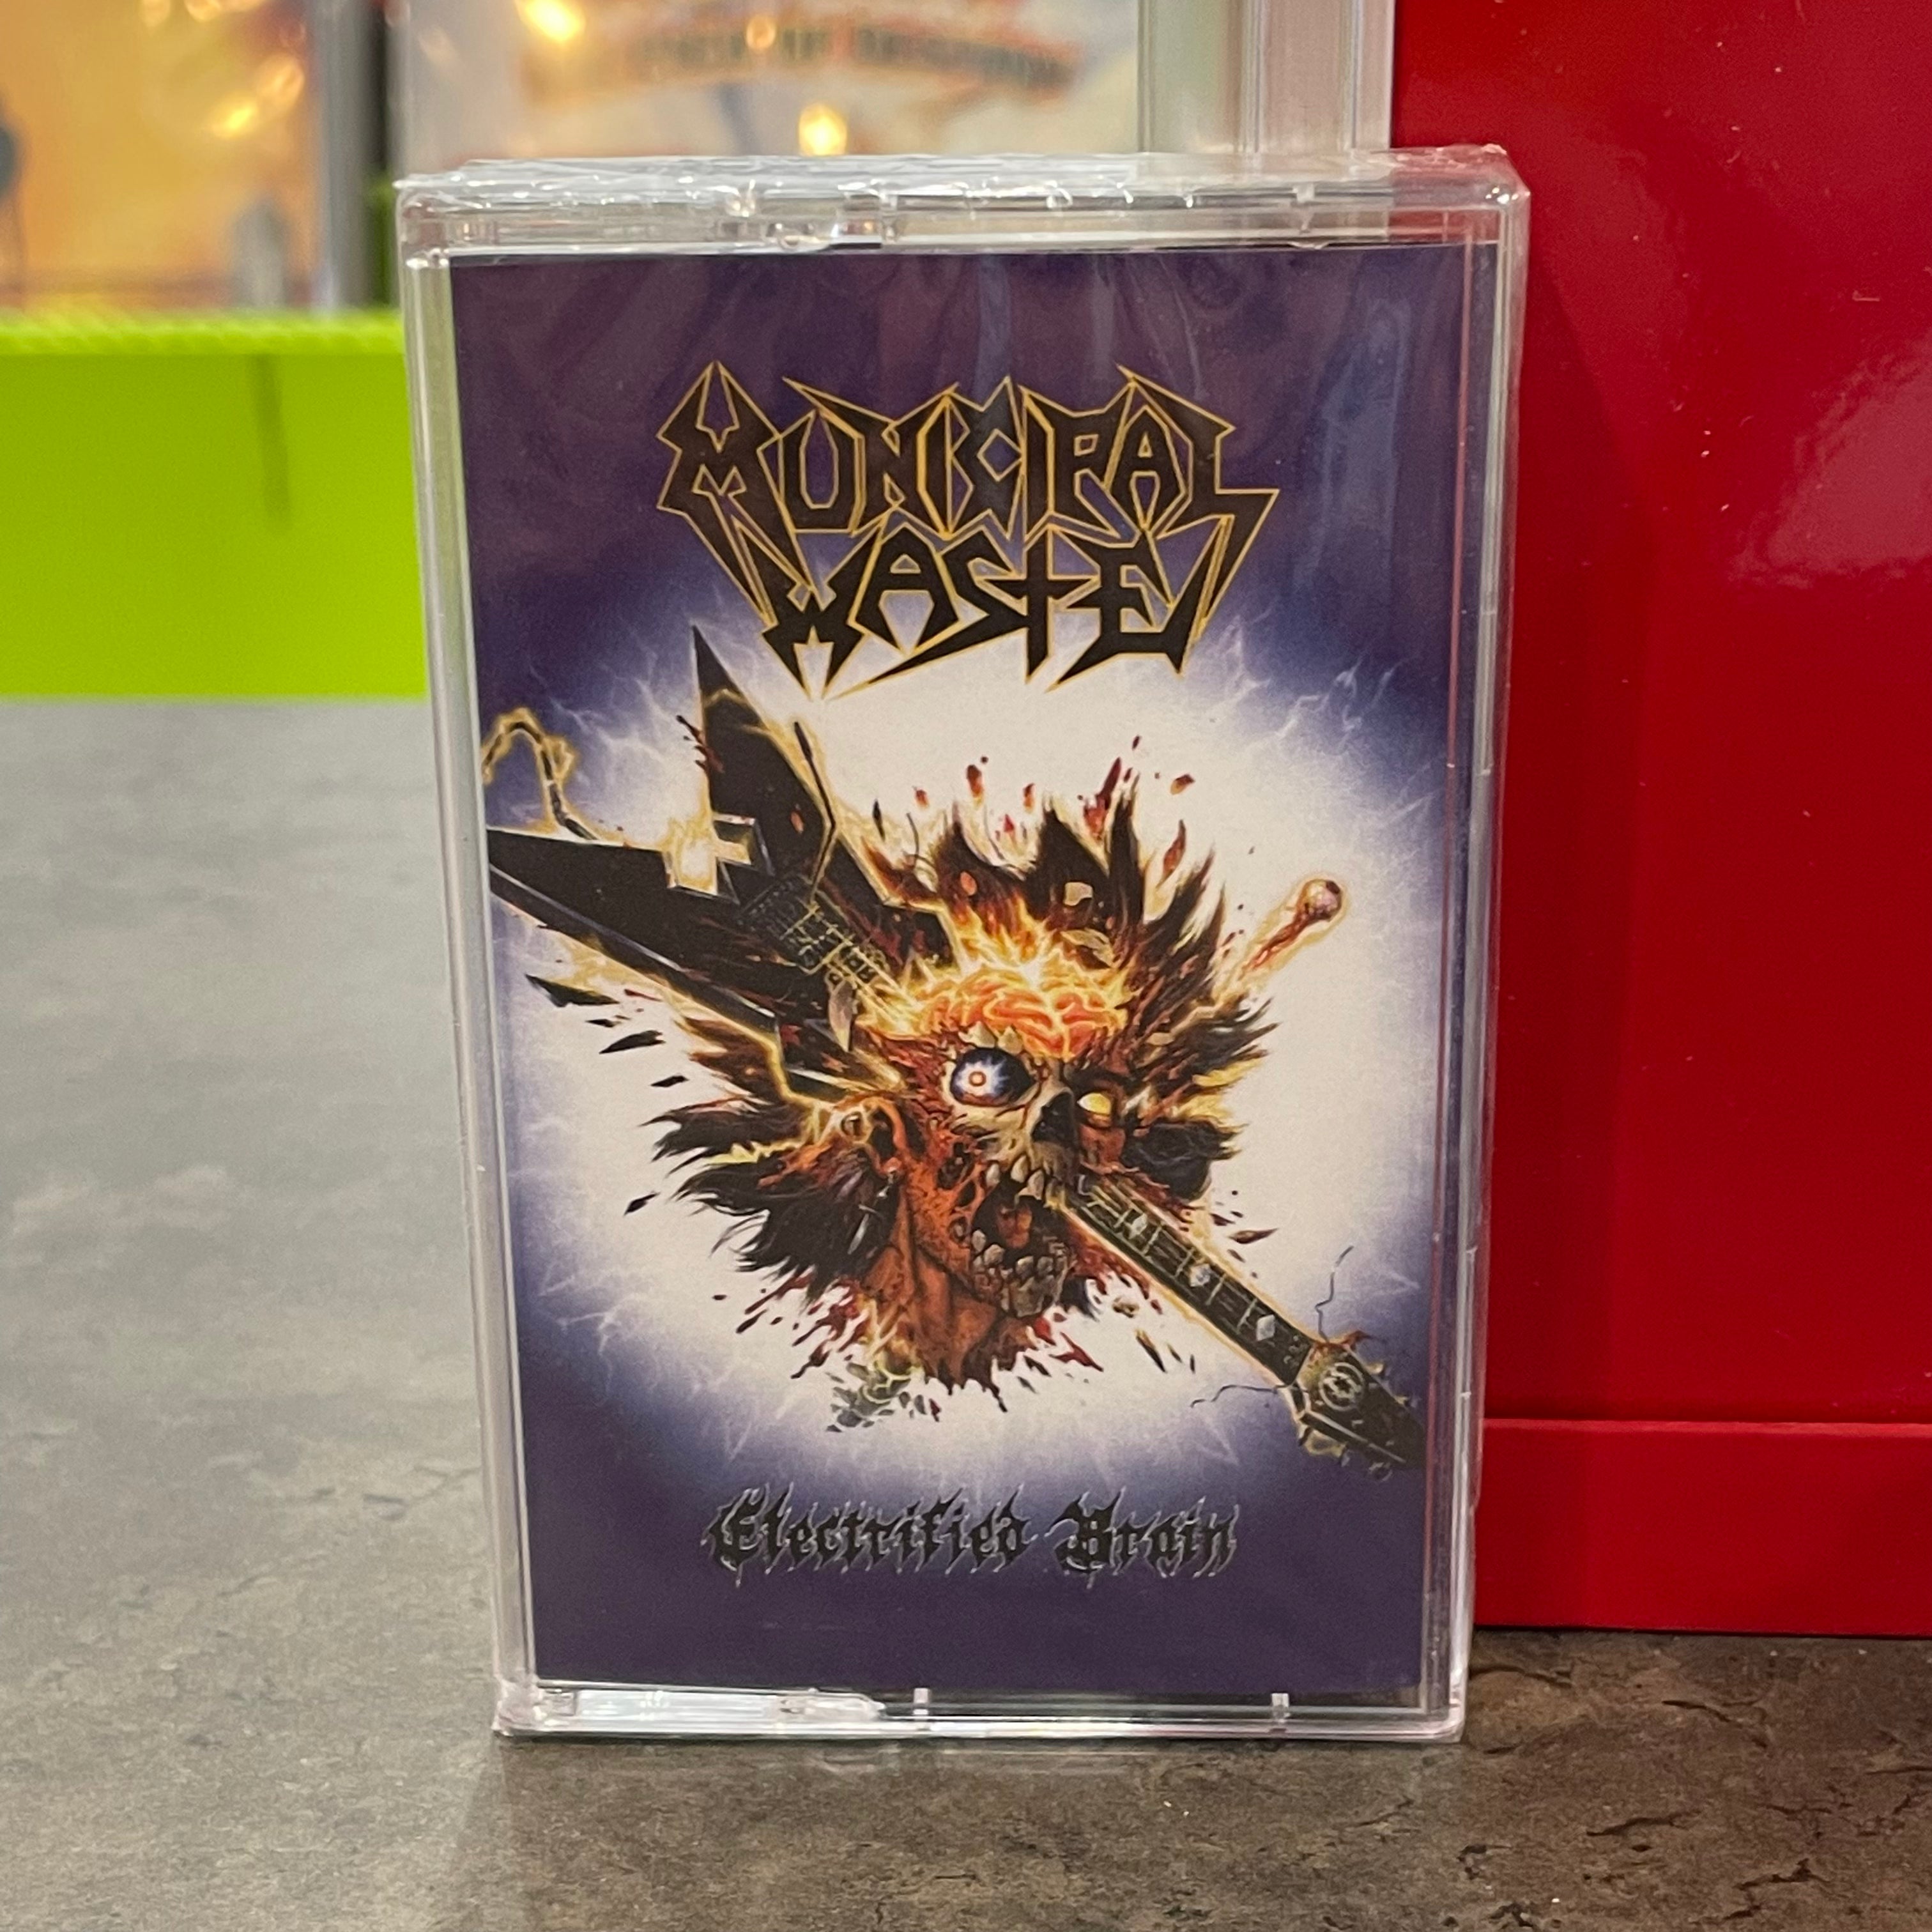 MUNICIPAL
WASTE
Electrified Brain